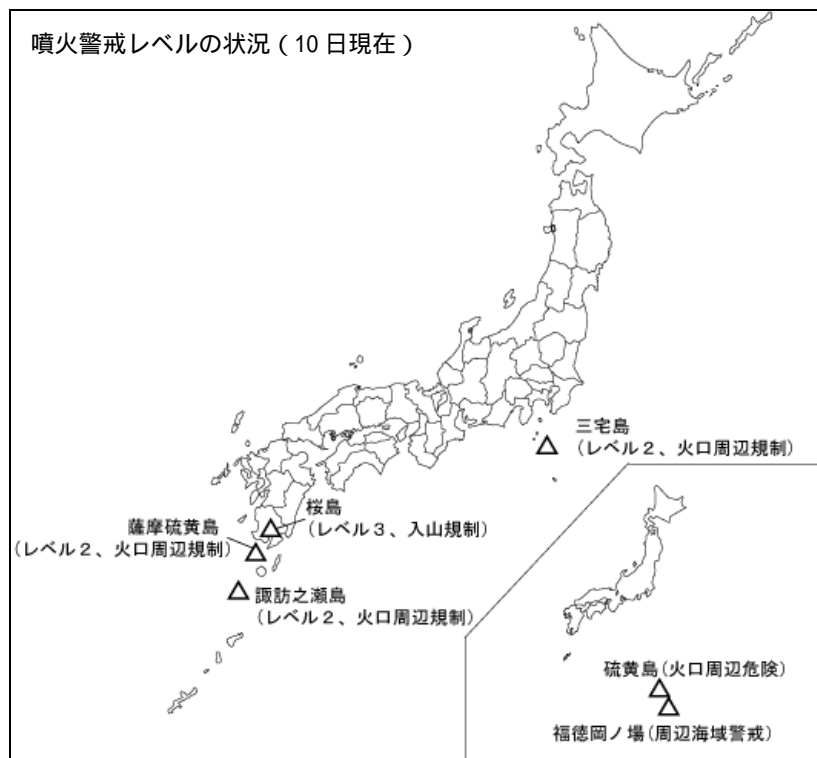 噴火警戒レベルの状況（10日現在）
三宅島
（レベル２、火口周辺規制）
桜島
（レベル３、入山規制）
薩摩硫黄島
（レベル２、火口周辺規制）
諏訪之瀬島
（レベル２、火口周辺規制）
硫黄島(火口周辺危険)
福徳岡ノ場(周辺海域警戒)